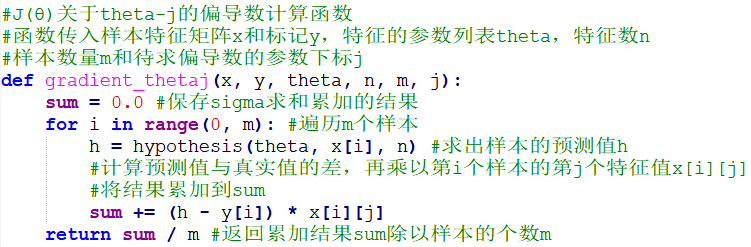 #J(θ)关于theta-j的偏导数计算函数
#函数传入样本特征矩阵x和标记y，特征的参数列表theta，特征数n
#样本数量m和待求偏导数的参数下标j
def gradient_thetaj(x, y, theta, n, m, j):
    sum = 0.0 #保存sigma求和累加的结果
    for i in range(0, m): #遍历m个样本
        h = hypothesis(theta, x[i], n) #求出样本的预测值h
        #计算预测值与真实值的差，再乘以第i个样本的第j个特征值x[i][j]
        #将结果累加到sum
        sum += (h - y[i]) * x[i][j]
    return sum / m #返回累加结果sum除以样本的个数m